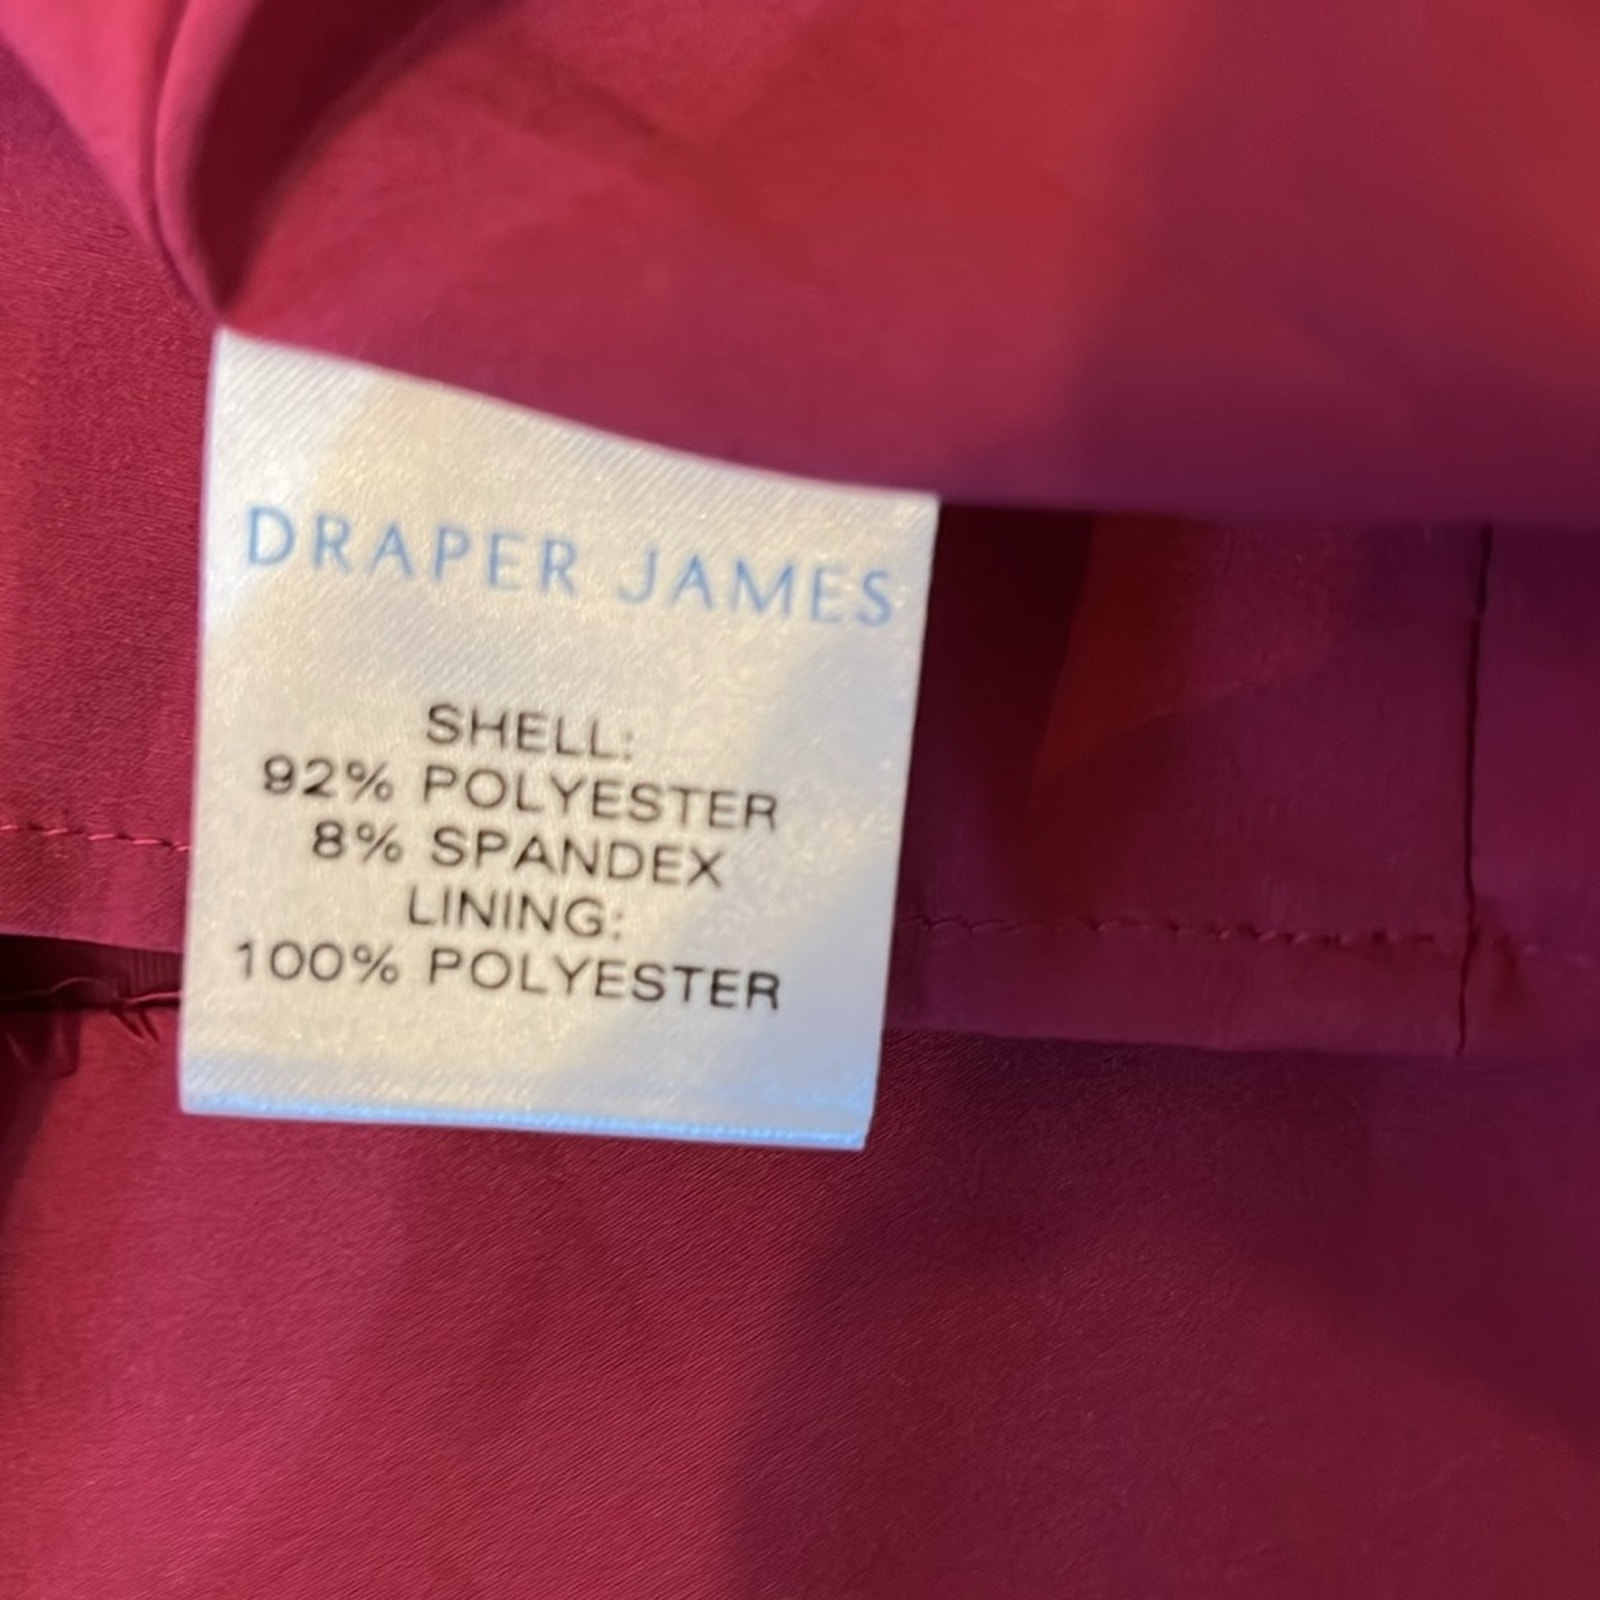 DRAPER JAMES
SHELL:
92% POLYESTER
8% SPANDEX
LINING:
100% POLYESTER